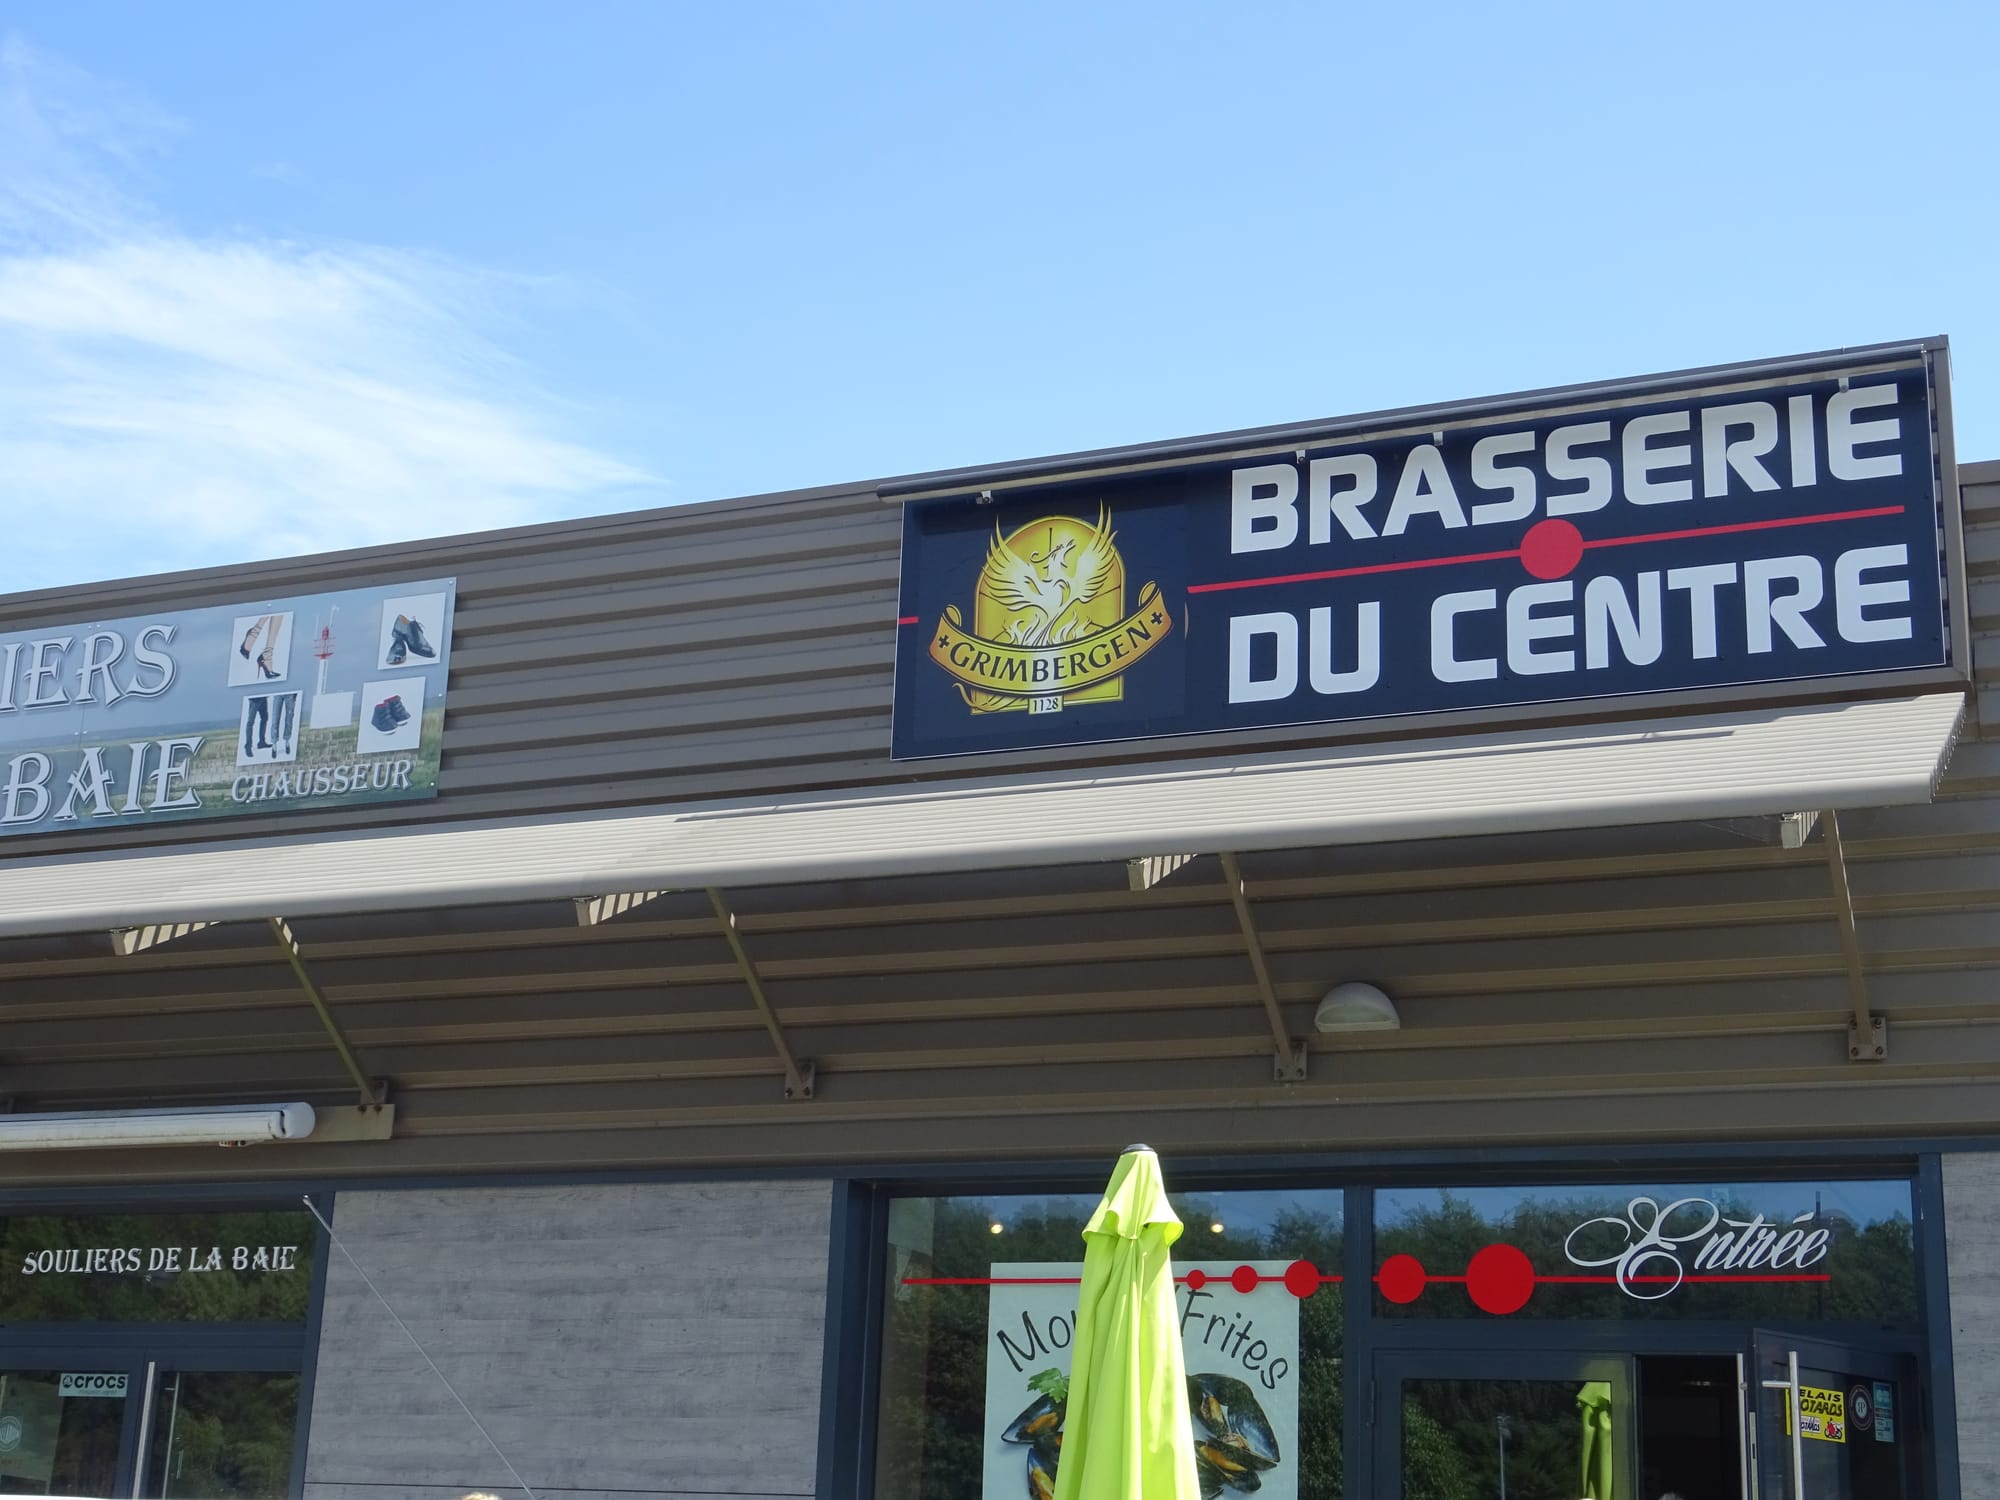 IERS
BAIE
CHAUSSEUR
GRIMBERGEN
1128
BRASSERIE
DU CENTRE
SOULIERS DE LA BAIE
crocs
Frites
Entrée